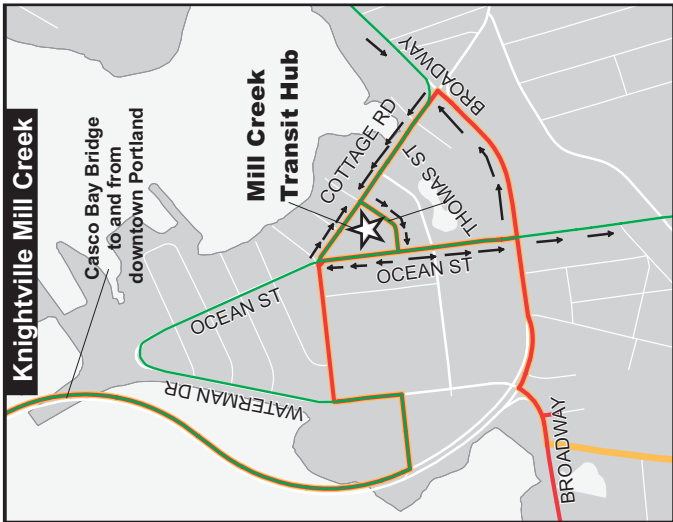 Knightville Mill Creek
Casco Bay Bridge
to and from
downtown Portland
Mill Creek
Transit Hub
BROADWAY
COTTAGE RD
THOMAS ST
OCEAN ST
OCEAN ST
WATERMAN DR
BROADWAY